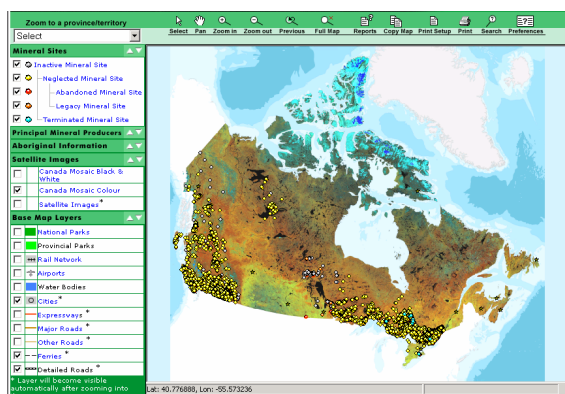 Zoom to a province/territory
Select
Select Pan Zoom in Zoom out Previous Full Map Reports Copy Map Print Setup Print Search Preferences
Mineral Sites
Inactive Mineral Site
Neglected Mineral Site
Abandoned Mineral Site
Legacy Mineral Site
Terminated Mineral Site
Principal Mineral Producers
Aboriginal Information
Satellite Images
Canada Mosaic Black &
White
Canada Mosaic Colour
Satellite Images*
Base Map Layers
National Parks
Provincial Parks
Rail Network
Airports
Water Bodies
Cities*
Expressways*
Major Roads*
Other Roads*
Ferries*
Detailed Roads*
* Layer will become visible
automatically after zooming into
Lat: 40.776888, Lon: -55.573236